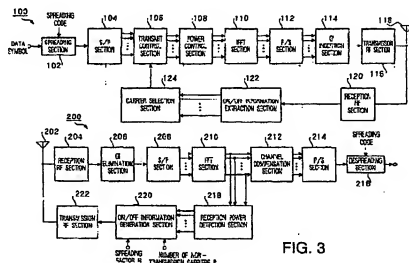 100
SPREADING CODE
DATA SYMBOL
SPREADING SECTION
102
104
S/P SECTION
106
TRANSMIT CONTROL SECTION
108
POWER CONTROL SECTION
110
IFFT SECTION
112
P/S SECTION
114
GI INSERTION SECTION
TRANSMISSION RF SECTION
116
118
120
RECEPTION RF SECTION
122
ON/OFF INFORMATION EXTRACTION SECTION
124
CARRIER SELECTION SECTION
200
202
204
RECEPTION RF SECTION
206
GI ELIMINATION SECTION
208
S/P SECTION
210
FFT SECTION
212
CHANNEL COMPENSATION SECTION
214
P/S SECTION
SPREADING CODE
DESPREADING SECTION
216
218
RECEPTION POWER DETECTION SECTION
220
ON/OFF INFORMATION GENERATION SECTION
222
TRANSMISSION RF SECTION
SPREADING FACTOR N
NUMBER OF NON-TRANSMISSION CARRIER P
FIG. 3